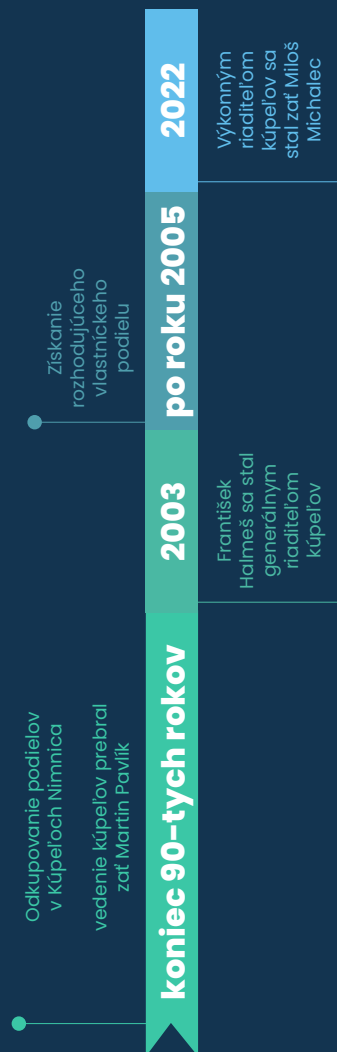 Odkupovanie podielov
v Kúpeľoch Nimnica
vedenie kúpeľov prebral
zať Martin Pavlík
koniec 90-tych rokov
2003
František
Halmeš sa stal
generálnym
riaditeľom
kúpeľov
Získanie
rozhodujúceho
vlastníckeho
podielu
po roku 2005
2022
Výkonným
riaditeľom
kúpeľov sa
stal zať Miloš
Michalec